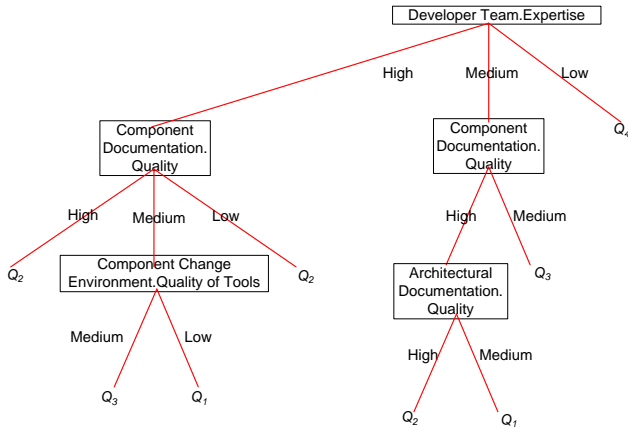 Developer Team.Expertise
High
Medium
Low
Component
Documentation.
Quality
Component
Documentation.
Quality
Q4
High
Medium
Low
High
Medium
Q2
Component Change
Environment.Quality of Tools
Q2
Architectural
Documentation.
Quality
Q3
Medium
Low
High
Medium
Q3
Q1
Q2
Q1